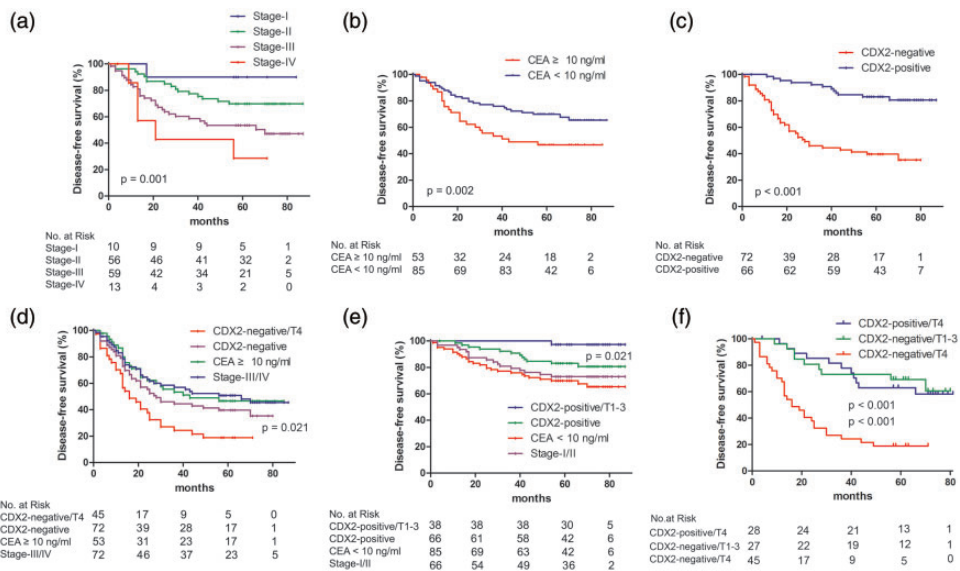 (a)
Stage-I
Stage-II
Stage-III
Stage-IV
Disease-free survival (%)
100
80
60
40
20
0
p = 0.001
0 20 40 60 80
months
No. at Risk
Stage-I 10 9 9 5 1
Stage-II 56 46 41 32 2
Stage-III 59 42 34 21 5
Stage-IV 13 4 3 2 0
(b)
CEA ≥ 10 ng/ml
CEA < 10 ng/ml
Disease-free survival (%)
100
80
60
40
20
0
p = 0.002
0 20 40 60 80
months
No. at Risk
CEA ≥ 10 ng/ml 53 32 24 18 2
CEA < 10 ng/ml 85 69 83 42 6
(c)
CDX2-negative
CDX2-positive
Disease-free survival (%)
100
80
60
40
20
0
p < 0.001
0 20 40 60 80
months
No. at Risk
CDX2-negative 72 39 28 17 1
CDX2-positive 66 62 59 43 7
(d)
CDX2-negative/T4
CDX2-negative
CEA ≥ 10 ng/ml
Stage-III/IV
Disease-free survival (%)
100
80
60
40
20
0
p = 0.021
0 20 40 60 80
months
No. at Risk
CDX2-negative/T4 45 17 9 5 0
CDX2-negative 72 39 28 17 1
CEA ≥ 10 ng/ml 53 31 23 17 1
Stage-III/IV 72 46 37 23 5
(e)
Disease-free survival (%)
100
80
60
40
20
0
p = 0.021
CDX2-positive/T1-3
CDX2-positive
CEA < 10 ng/ml
Stage-I/II
0 20 40 60 80
months
No. at Risk
CDX2-positive/T1-3 38 38 38 30 5
CDX2-positive 66 61 58 42 6
CEA < 10 ng/ml 85 69 63 42 6
Stage-I/II 66 54 49 36 2
(f)
CDX2-positive/T4
CDX2-negative/T1-3
CDX2-negative/T4
Disease-free survival (%)
100
80
60
40
20
0
p < 0.001
p < 0.001
0 20 40 60 80
months
No.at Risk
CDX2-positive/T4 28 24 21 13 1
CDX2-negative/T1-3 27 22 19 12 1
CDX2-negative/T4 45 17 9 5 0